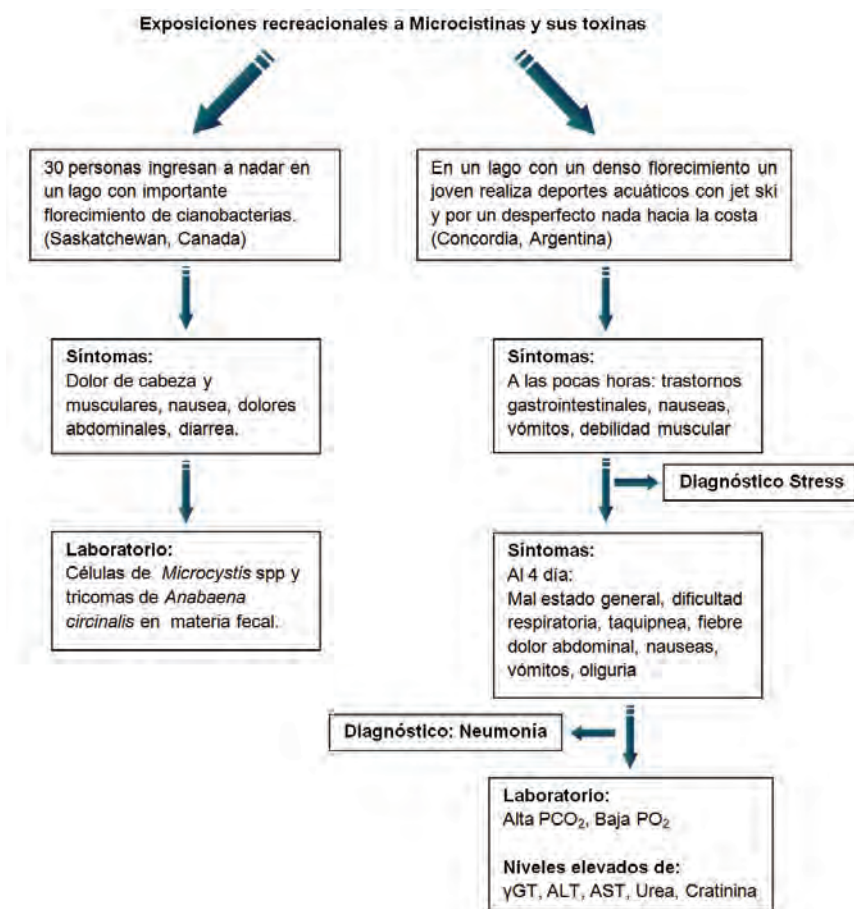 Exposiciones recreacionales a Microcistinas y sus toxinas
30 personas ingresan a nadar en
un lago con importante
florecimiento de cianobacterias.
(Saskatchewan, Canada)
Síntomas:
Dolor de cabeza y
musculares, nausea, dolores
abdominales, diarrea.
Laboratorio:
Células de Microcystis spp y
tricomas de Anabaena
circinalis en materia fecal.
En un lago con un denso florecimiento un
joven realiza deportes acuáticos con jet ski
y por un desperfecto nada hacia la costa
(Concordia, Argentina)
Síntomas:
A las pocas horas: trastornos
gastrointestinales, nauseas,
vómitos, debilidad muscular
Diagnóstico Stress
Síntomas:
Al 4 día:
Mal estado general, dificultad
respiratoria, taquipnea, fiebre
dolor abdominal, nauseas,
vómitos, oliguria
Diagnóstico: Neumonía
Laboratorio:
Alta PCO₂, Baja PO₂
Niveles elevados de:
γGT, ALT, AST, Urea, Cratinina